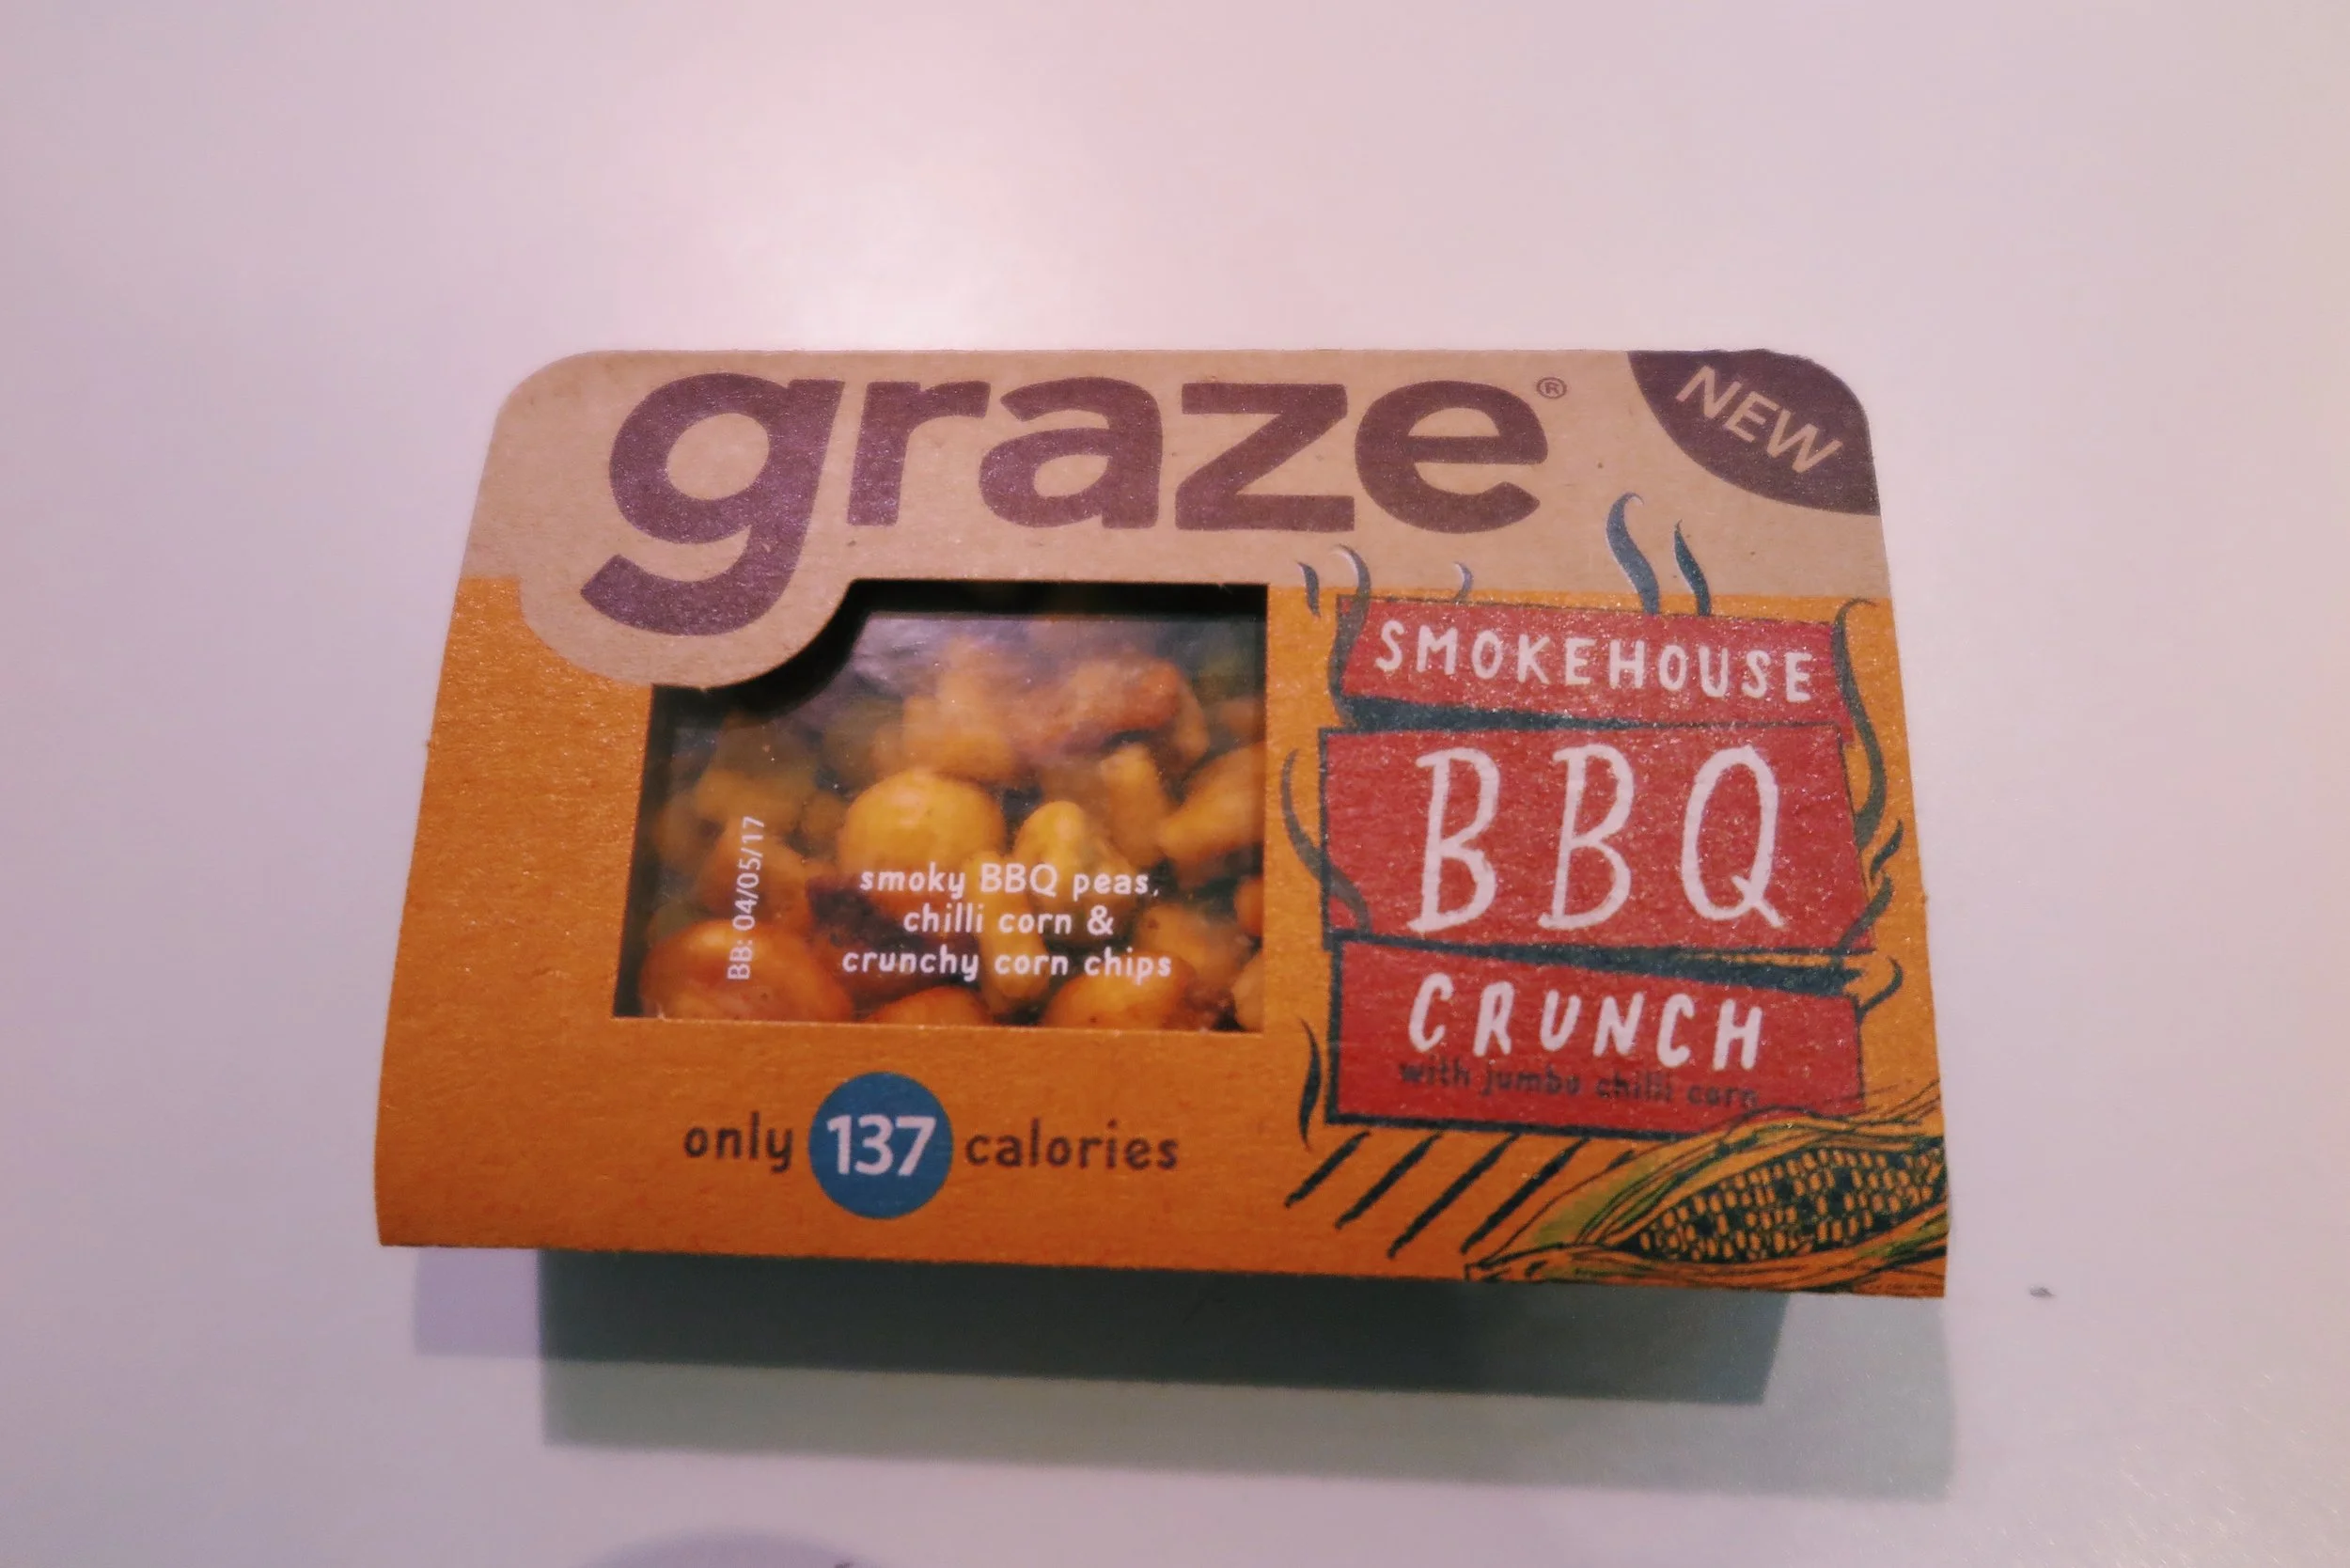 graze®
NEW
SMOKEHOUSE
BBQ
CRUNCH
with jumbo chilli corn
BB: 04/05/17
smoky BBQ peas,
chilli corn &
crunchy corn chips
only 137 calories